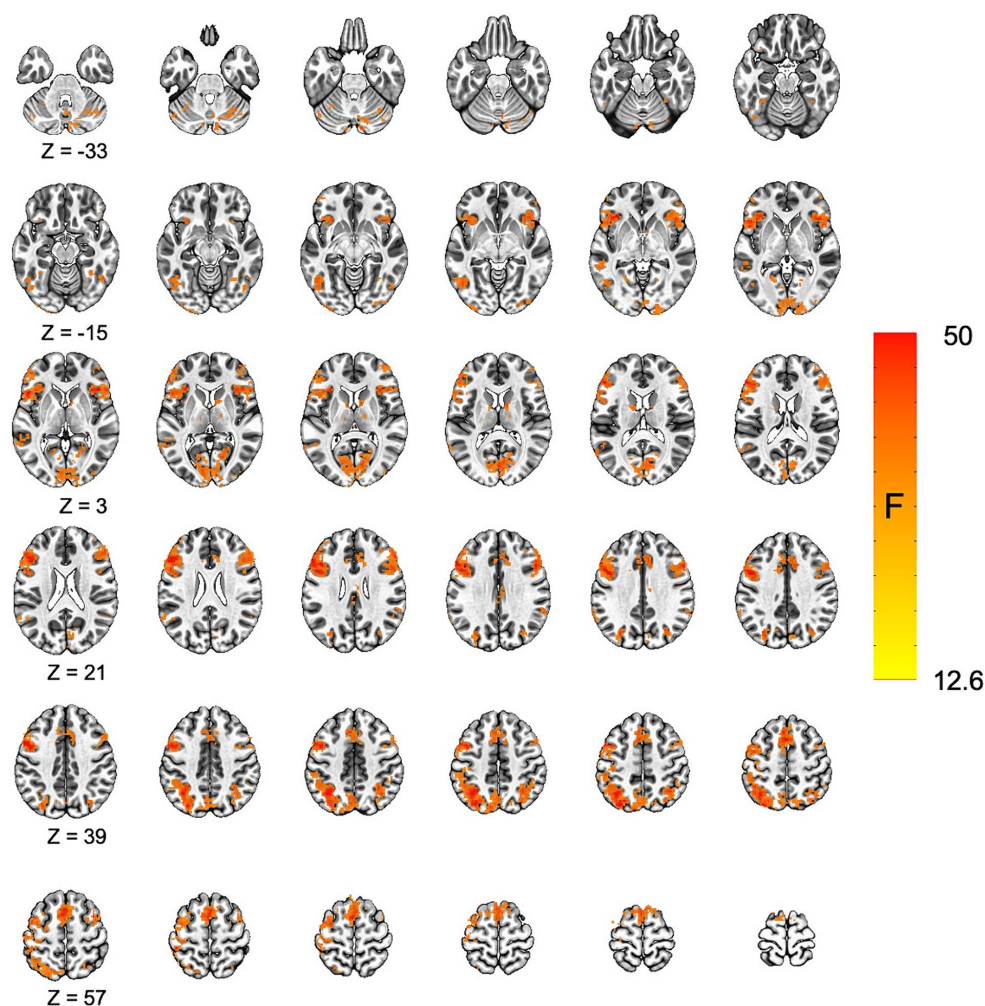 Z = -33
Z = -15
50
Z = 3
F
Z = 21
12.6
Z = 39
Z = 57